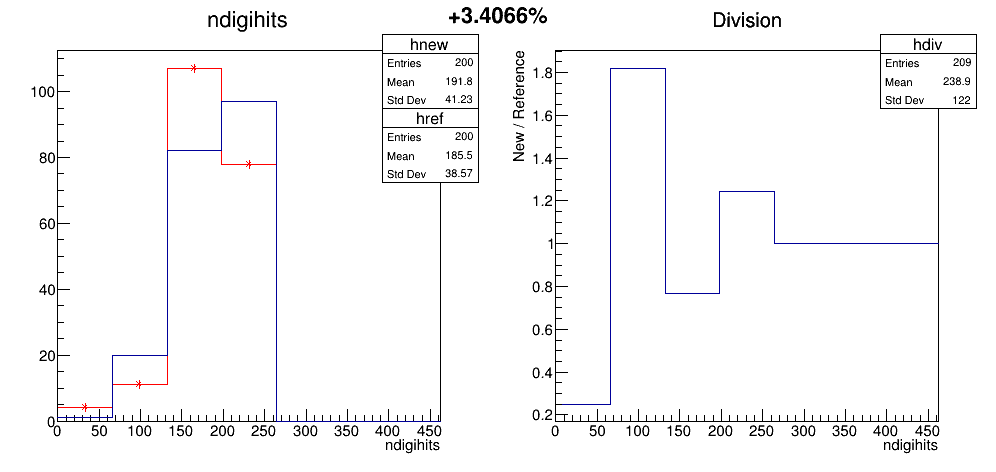 +3.4066%
ndigihits
hnew
Entries 200
Mean 191.8
Std Dev 41.23
href
Entries 200
Mean 185.5
Std Dev 38.57
100
80
60
40
20
0
0 50 100 150 200 250 300 350 400 450
ndigihits
Division
hdiv
Entries 209
Mean 238.9
Std Dev 122
New / Reference
1.8
1.6
1.4
1.2
1
0.8
0.6
0.4
0.2
0 50 100 150 200 250 300 350 400 450
ndigihits